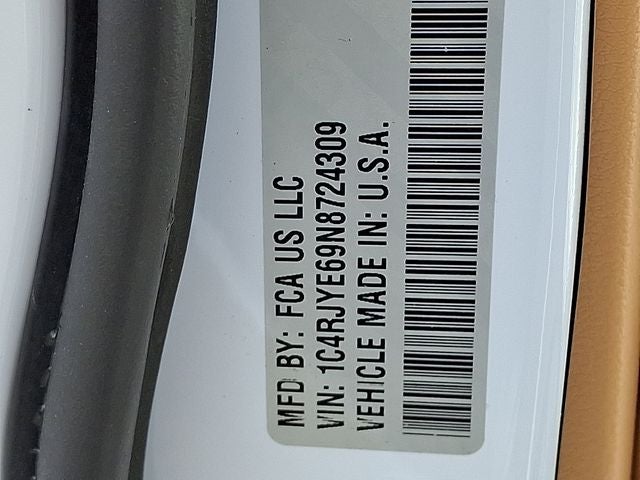 MFD BY: FCA US LLC
VIN: 1C4RJYE69N8724309
VEHICLE MADE IN: U.S.A.